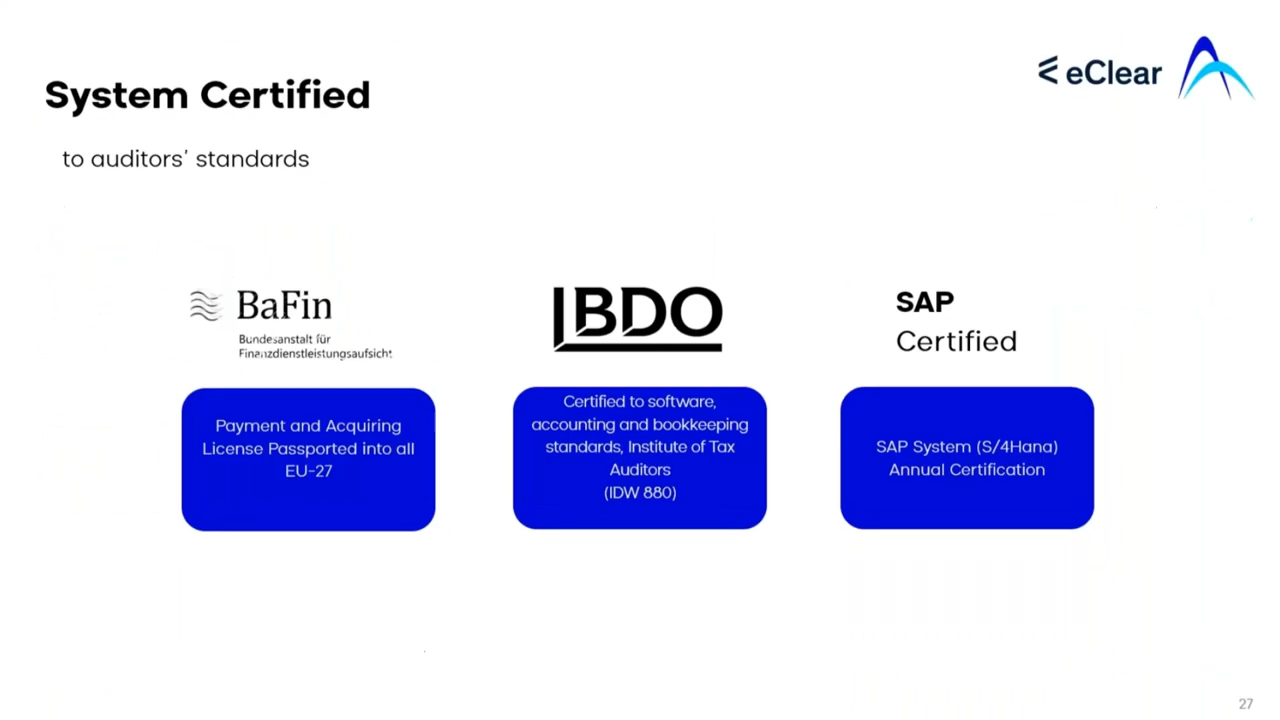 System Certified
to auditors’ standards
eClear
BaFin
Bundesanstalt für
Finanzdienstleistungsaufsicht
BDO
SAP
Certified
Payment and Acquiring
License Passported into all
EU-27
Certified to software,
accounting and bookkeeping
standards, Institute of Tax
Auditors
(IDW 880)
SAP System (S/4Hana)
Annual Certification
27